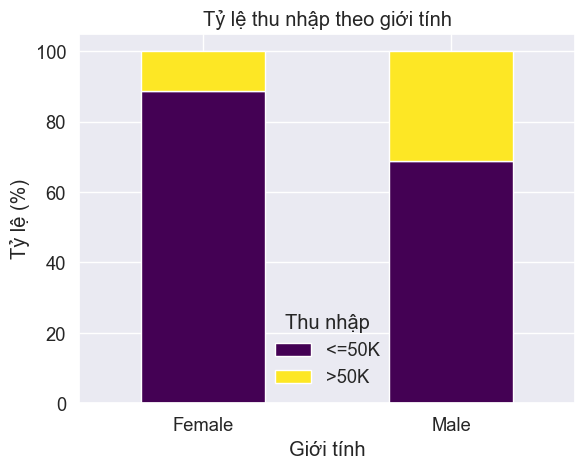 Tỷ lệ thu nhập theo giới tính
100
80
60
40
20
0
Tỷ lệ (%)
Thu nhập
<=50K
>50K
Female
Male
Giới tính